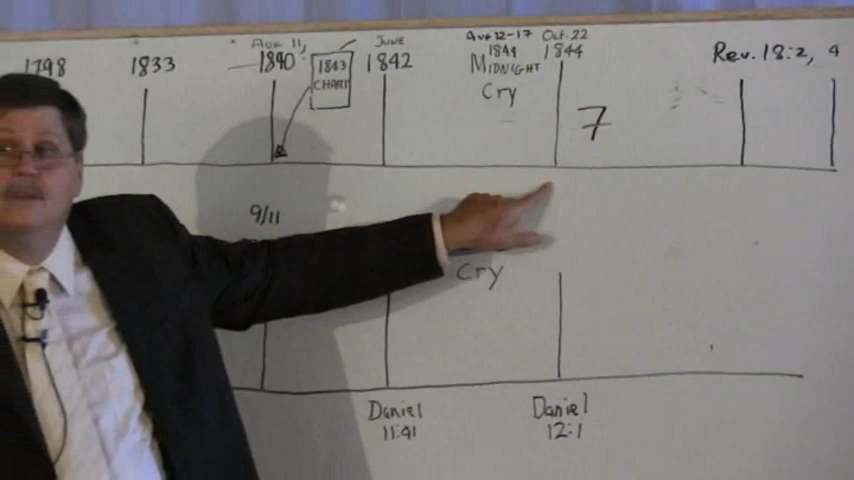 1798
1833
Aug 11,
1840
1843
CHART
JUNE
1842
Aug 12-17
1844
MIDNIGHT
Cry
Oct. 22
1844
7
Rev. 18:2, 4
9/11
Cry
Daniel
11:41
Daniel
12:1